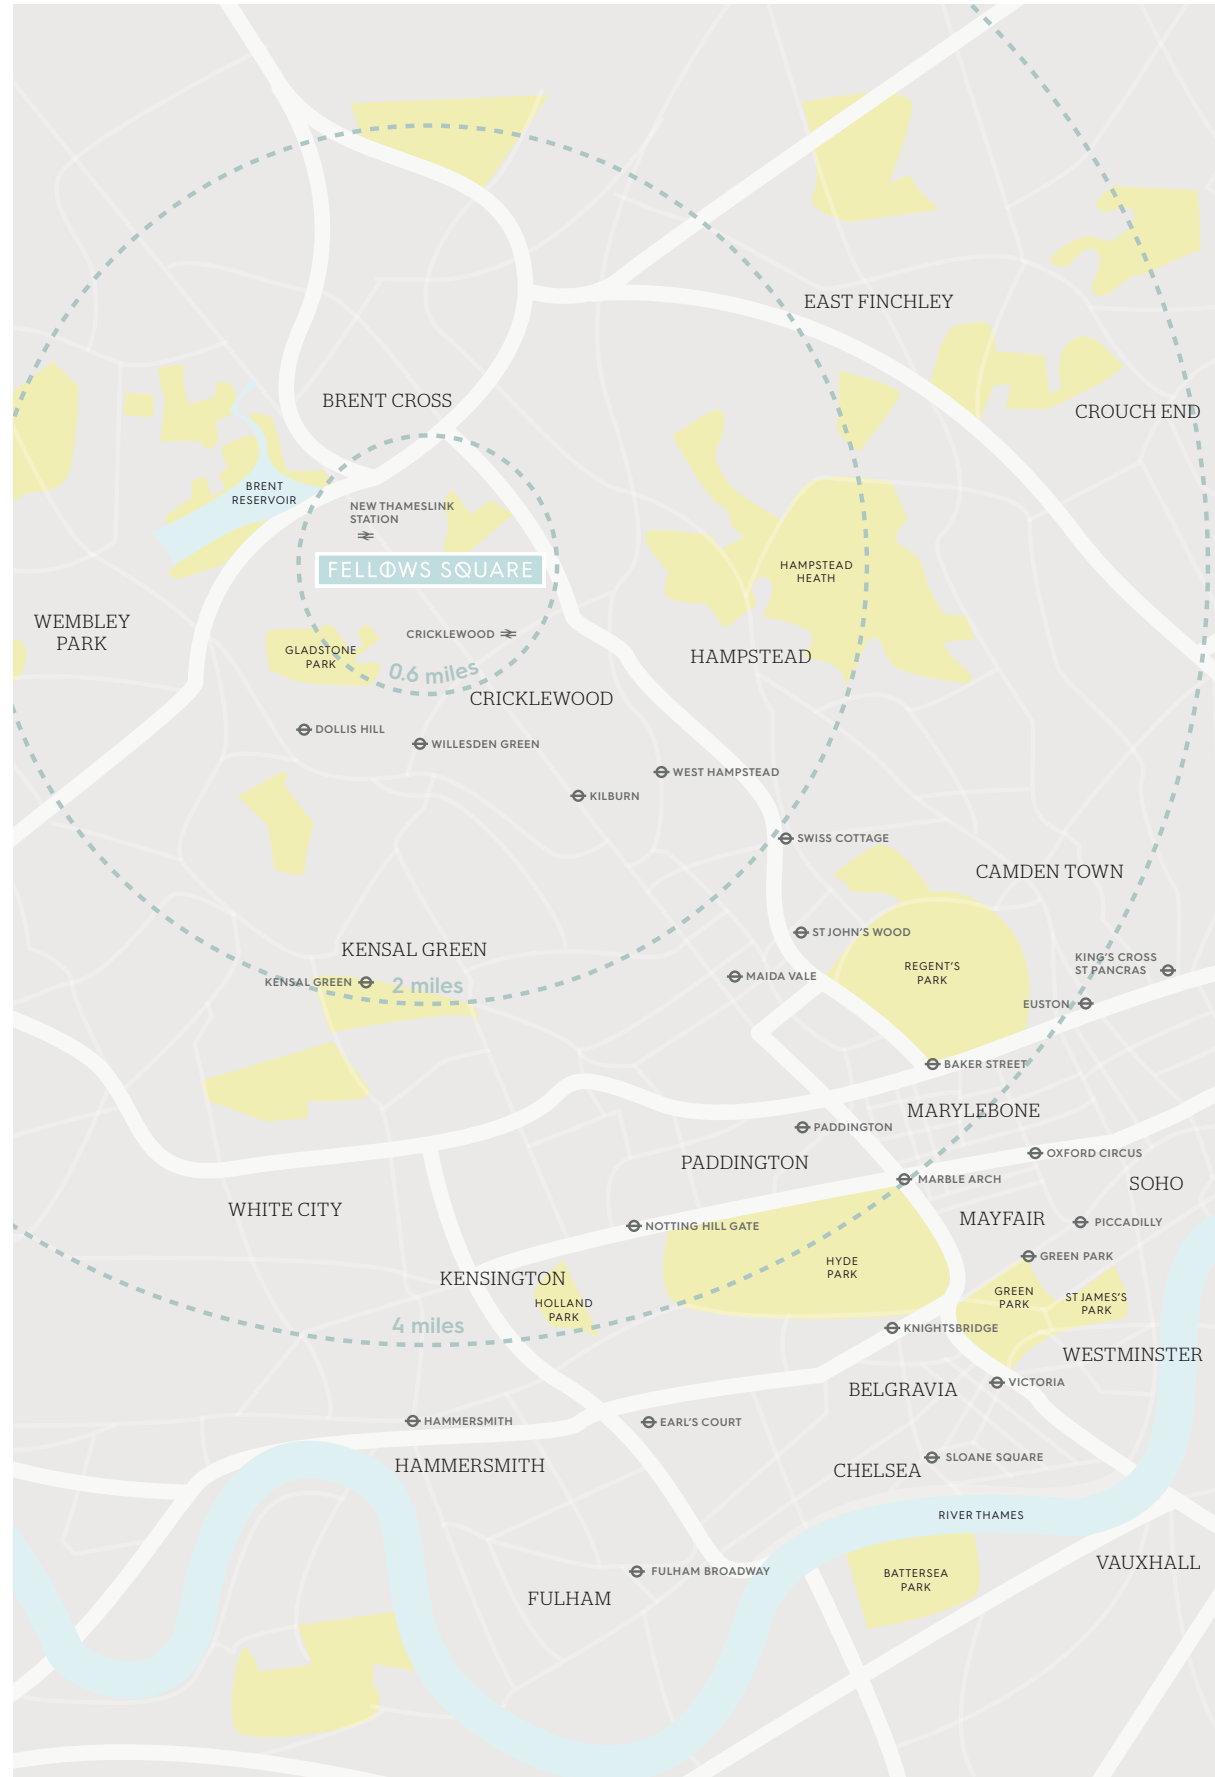 EAST FINCHLEY
BRENT CROSS
CROUCH END
BRENT
RESERVOIR
NEW THAMESLINK
STATION
FELLOWS SQUARE
HAMPSTEAD
HEATH
WEMBLEY
PARK
CRICKLEWOOD
GLADSTONE
PARK
HAMPSTEAD
0.6 miles
CRICKLEWOOD
DOLLIS HILL
WILLESDEN GREEN
WEST HAMPSTEAD
KILBURN
SWISS COTTAGE
CAMDEN TOWN
ST JOHN'S WOOD
KENSAL GREEN
KING'S CROSS
ST PANCRAS
REGENT'S
PARK
MAIDA VALE
KENSAL GREEN
2 miles
EUSTON
BAKER STREET
MARYLEBONE
PADDINGTON
OXFORD CIRCUS
PADDINGTON
MARBLE ARCH
SOHO
WHITE CITY
MAYFAIR
PICCADILLY
NOTTING HILL GATE
GREEN PARK
HYDE
PARK
KENSINGTON
GREEN
PARK
ST JAMES'S
PARK
HOLLAND
PARK
4 miles
KNIGHTSBRIDGE
WESTMINSTER
VICTORIA
BELGRAVIA
HAMMERSMITH
EARL'S COURT
SLOANE SQUARE
HAMMERSMITH
CHELSEA
RIVER THAMES
VAUXHALL
FULHAM BROADWAY
BATTERSEA
PARK
FULHAM